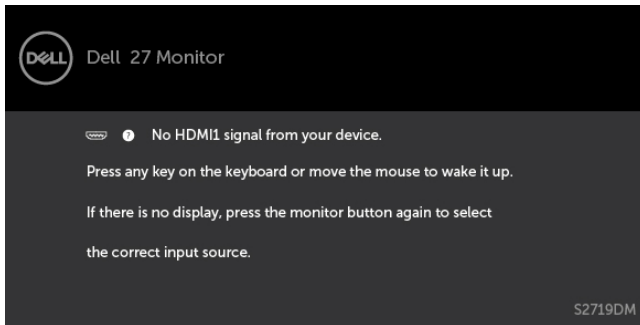 DELL
Dell 27 Monitor
? No HDMI1 signal from your device.
Press any key on the keyboard or move the mouse to wake it up.
If there is no display, press the monitor button again to select
the correct input source.
S2719DM